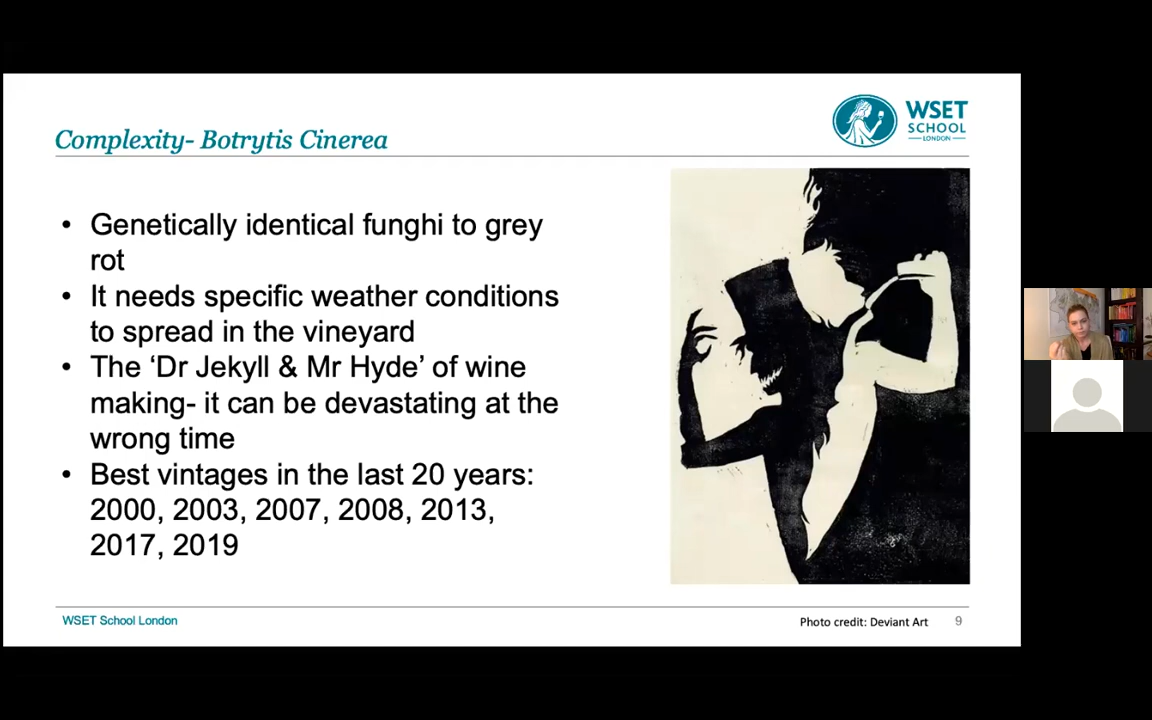 WSET
SCHOOL
LONDON
Complexity- Botrytis Cinerea
• Genetically identical funghi to grey
rot
• It needs specific weather conditions
to spread in the vineyard
• The ‘Dr Jekyll & Mr Hyde’ of wine
making- it can be devastating at the
wrong time
• Best vintages in the last 20 years:
2000, 2003, 2007, 2008, 2013,
2017, 2019
WSET School London
Photo credit: Deviant Art
9